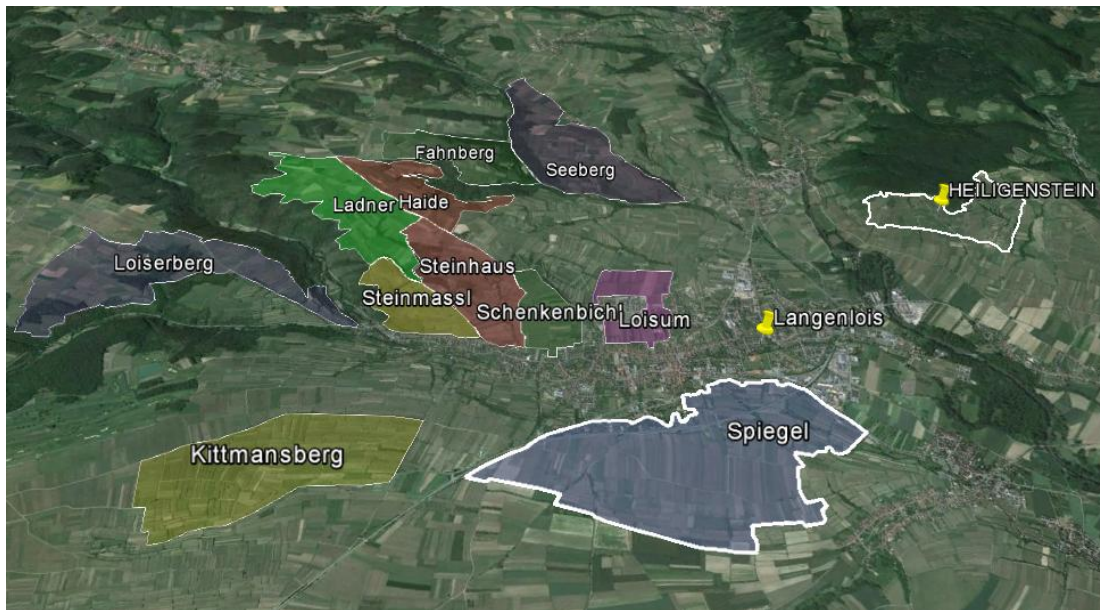 Fahnberg
Seeberg
HEILIGENSTEIN
Ladner
Haide
Loiserberg
Steinhaus
Steinmassl
Schenkenbichl
Loisum
Langenlois
Spiegel
Kittmansberg